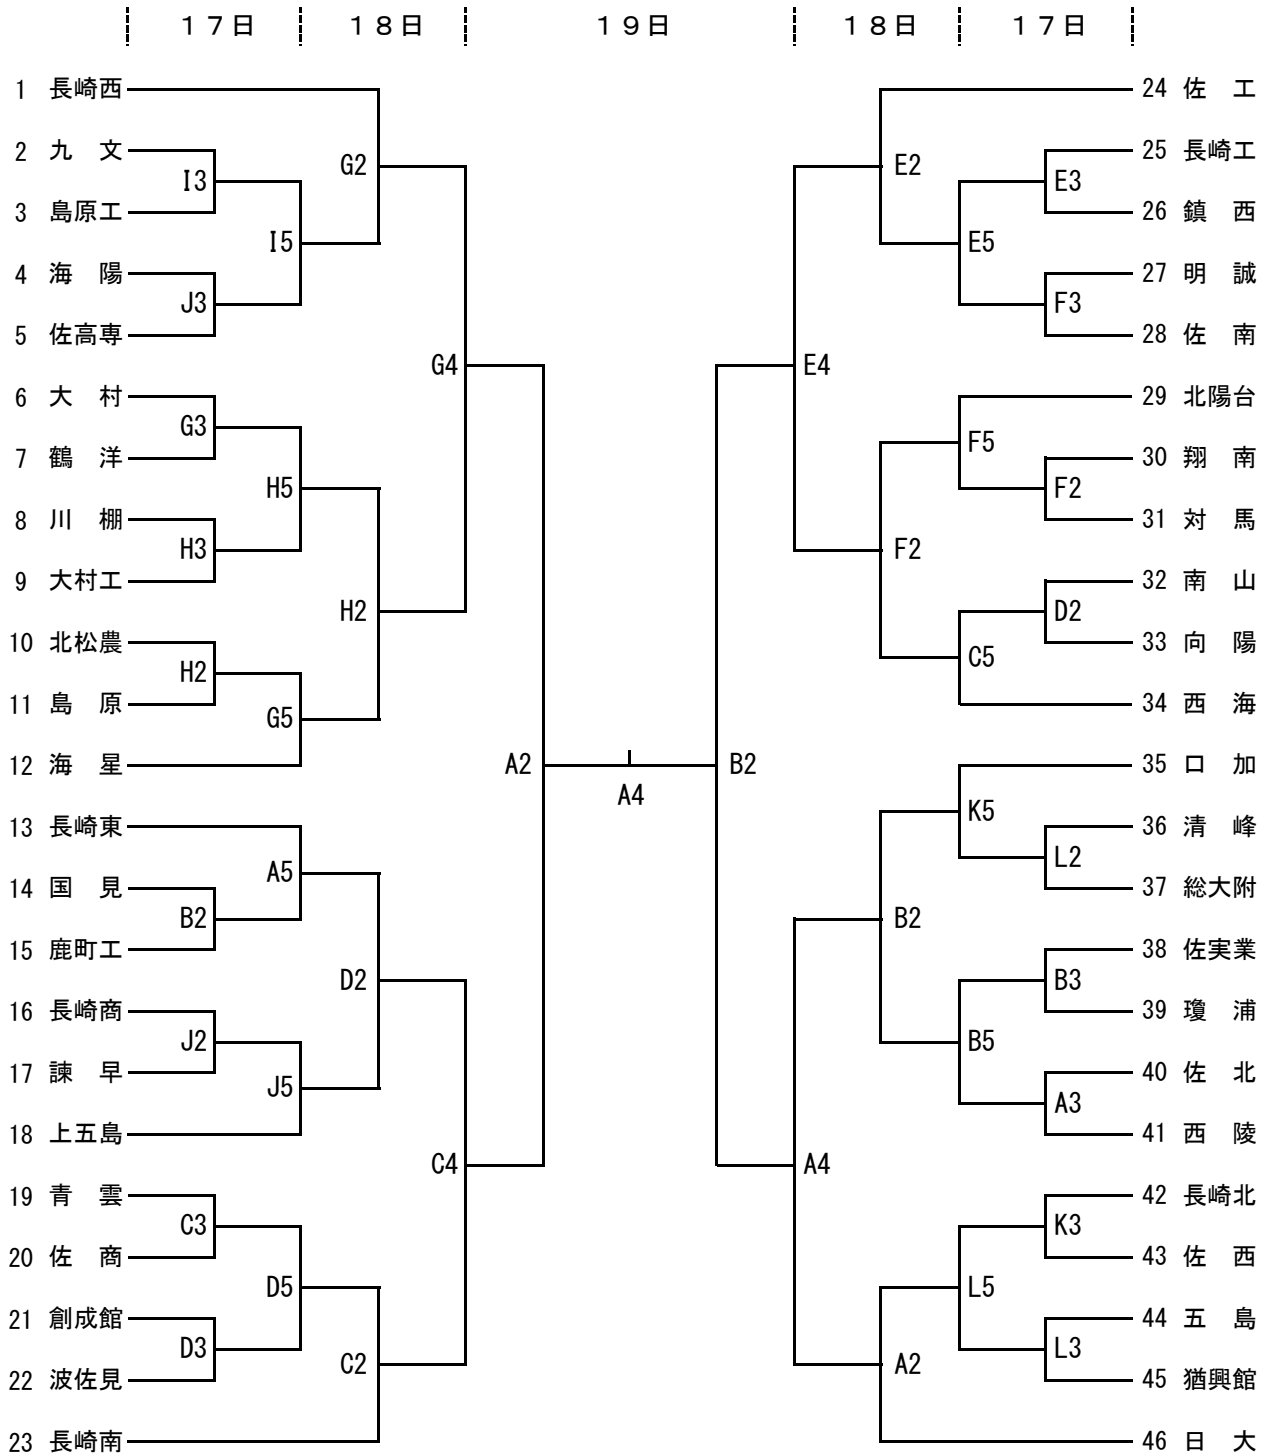 １７日 １８日 １９日 １８日 １７日
1 長崎西
2 九　文
3 島原工
4 海　陽
5 佐高専
6 大　村
7 鶴　洋
8 川　棚
9 大村工
10 北松農
11 島　原
12 海　星
13 長崎東
14 国　見
15 鹿町工
16 長崎商
17 諫　早
18 上五島
19 青　雲
20 佐　商
21 創成館
22 波佐見
23 長崎南
I3
J3
G3
H3
H2
B2
J2
C3
D3
I5
H5
G5
A5
J5
D5
G2
H2
D2
C2
G4
C4
A2
A4
B2
E4
A4
E2
F2
B2
A2
E5
F5
C5
K5
B5
L5
E3
F3
F2
D2
L2
B3
A3
K3
L3
24 佐　工
25 長崎工
26 鎮　西
27 明　誠
28 佐　南
29 北陽台
30 翔　南
31 対　馬
32 南　山
33 向　陽
34 西　海
35 口　加
36 清　峰
37 総大附
38 佐実業
39 瓊　浦
40 佐　北
41 西　陵
42 長崎北
43 佐　西
44 五　島
45 猶興館
46 日　大